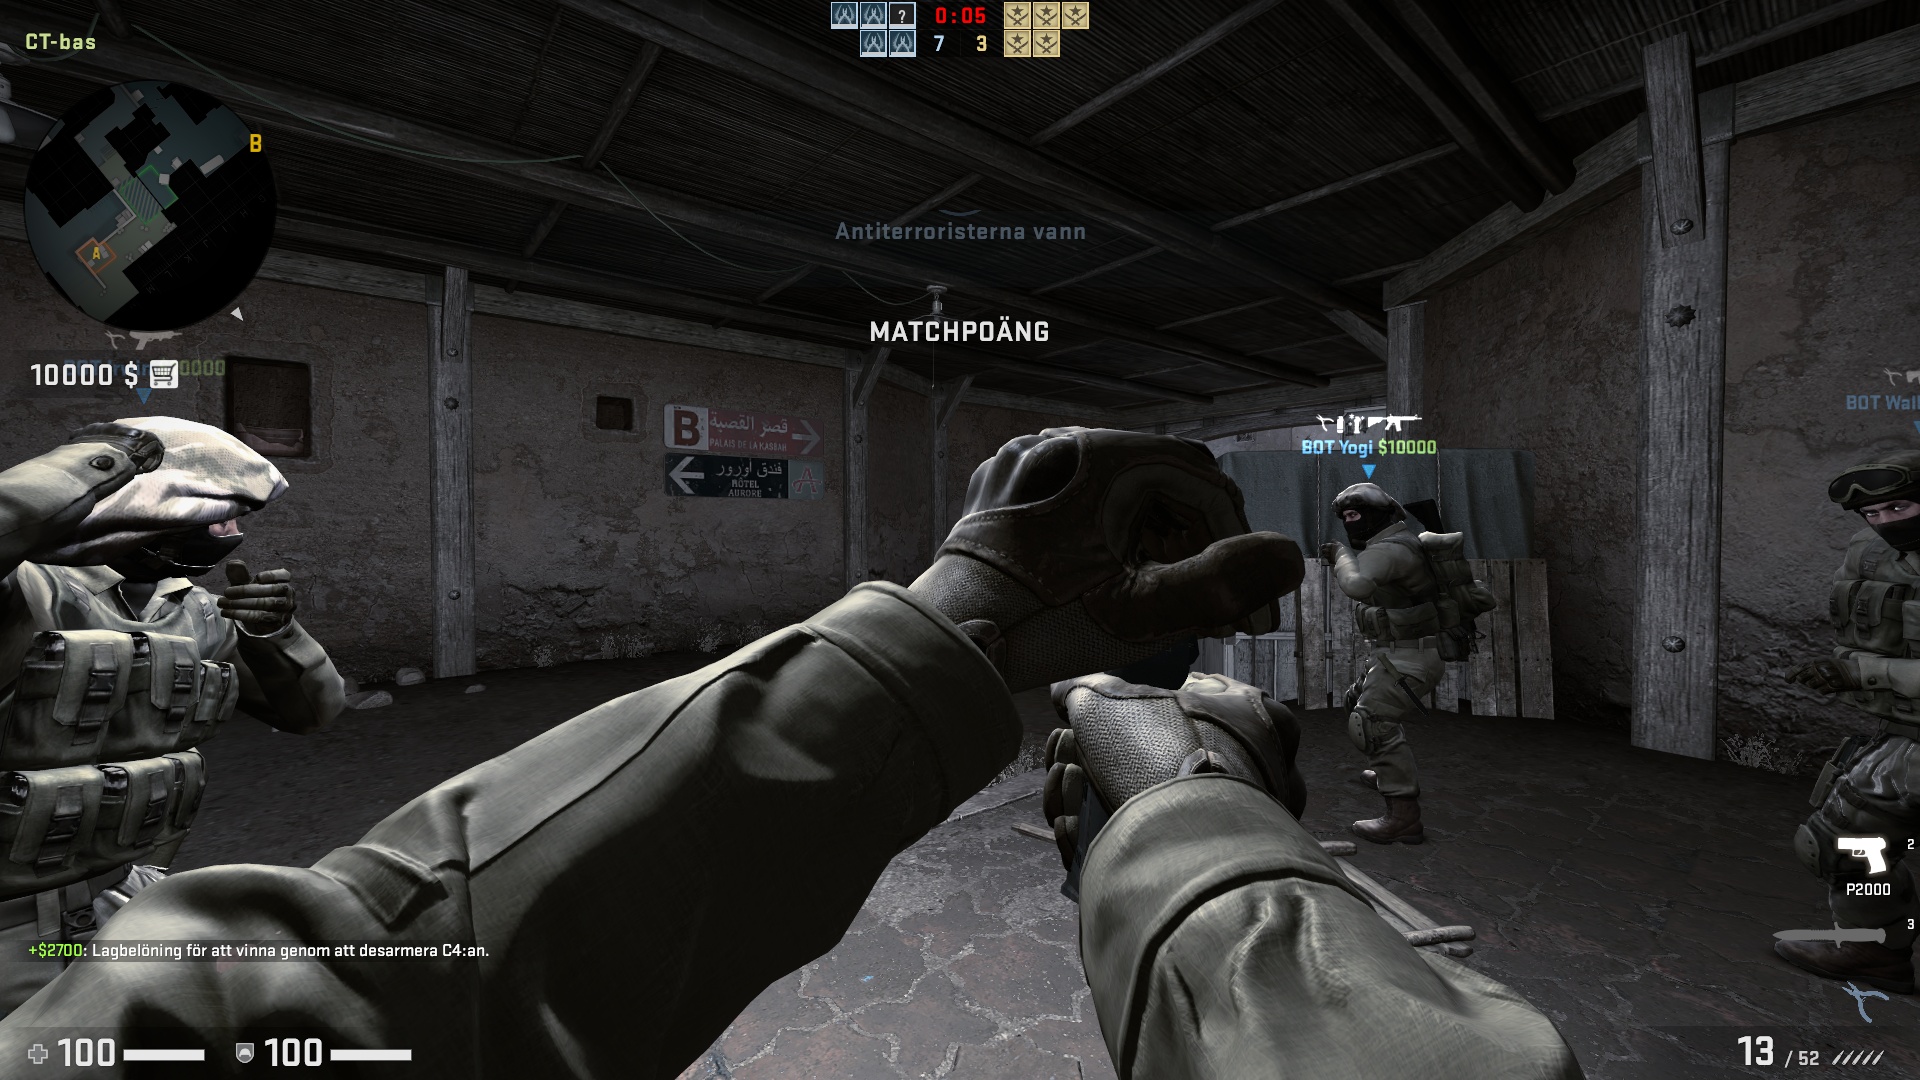 CT-bas
?
0:05
7 3
B
A
Antiterroristerna vann
MATCHPOÄNG
10000 $
BOT Yogi $10000
BOT Wal
B قصر القصبة
PALAIS DE LA KASBAH
فندق أورور A
HÔTEL
AURORE
2
P2000
3
+$2700: Lagbelöning för att vinna genom att desarmera C4:an.
100 100
13 / 52